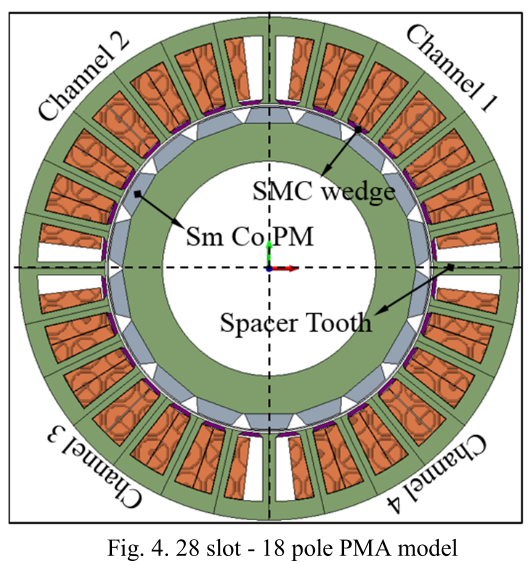 Channel 2
Channel 1
SMC wedge
Sm Co PM
Spacer Tooth
Channel 3
Channel 4
Fig. 4. 28 slot - 18 pole PMA model